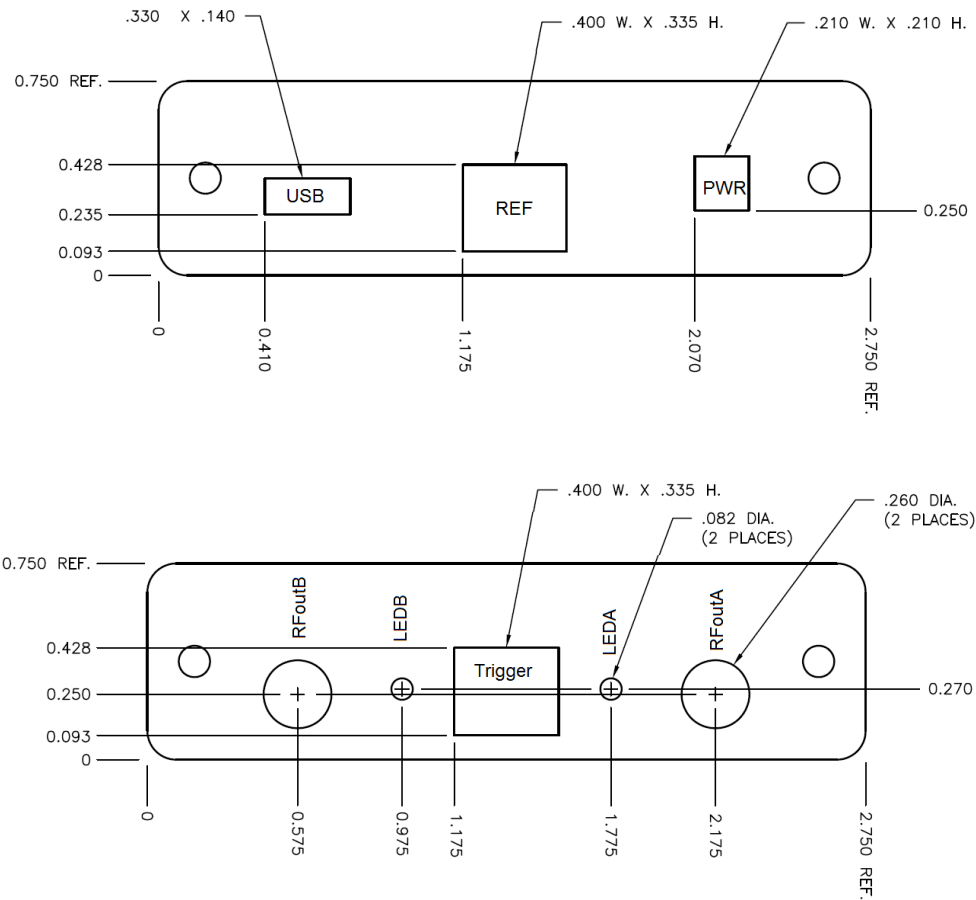 .330 X .140
.400 W. X .335 H.
.210 W. X .210 H.
0.750 REF.
0.428
0.235
0.093
0
USB
REF
PWR
0.250
0
0.410
1.175
2.070
2.750 REF.
.400 W. X .335 H.
.082 DIA.
(2 PLACES)
.260 DIA.
(2 PLACES)
0.750 REF.
0.428
0.250
0.093
0
RFoutB
LEDB
Trigger
LEDA
RFoutA
0.270
0
0.575
0.975
1.175
1.775
2.175
2.750 REF.